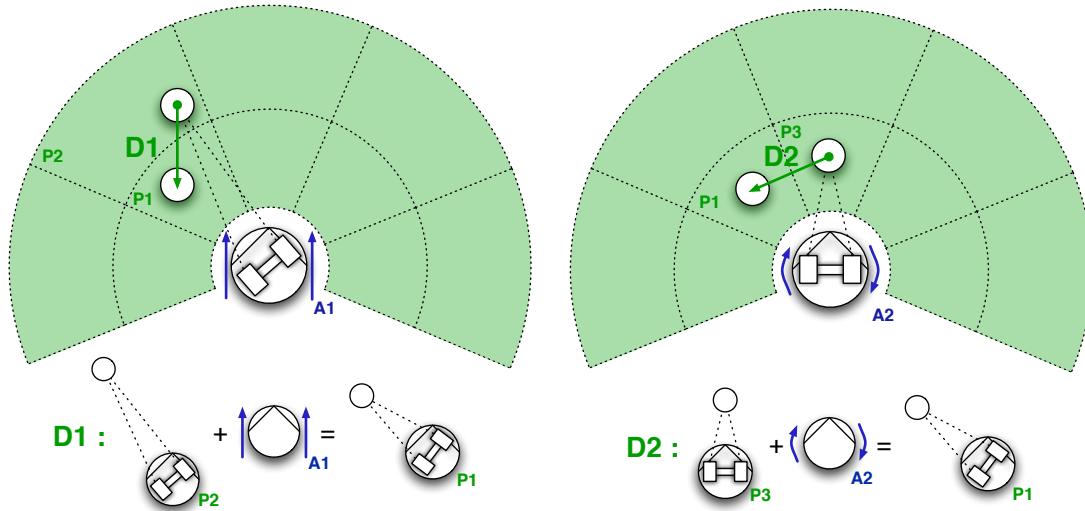 P2
D1
P1
A1
P3
D2
P1
A2
D1 : + = 
P2
A1
P1
D2 : + =
P3
A2
P1